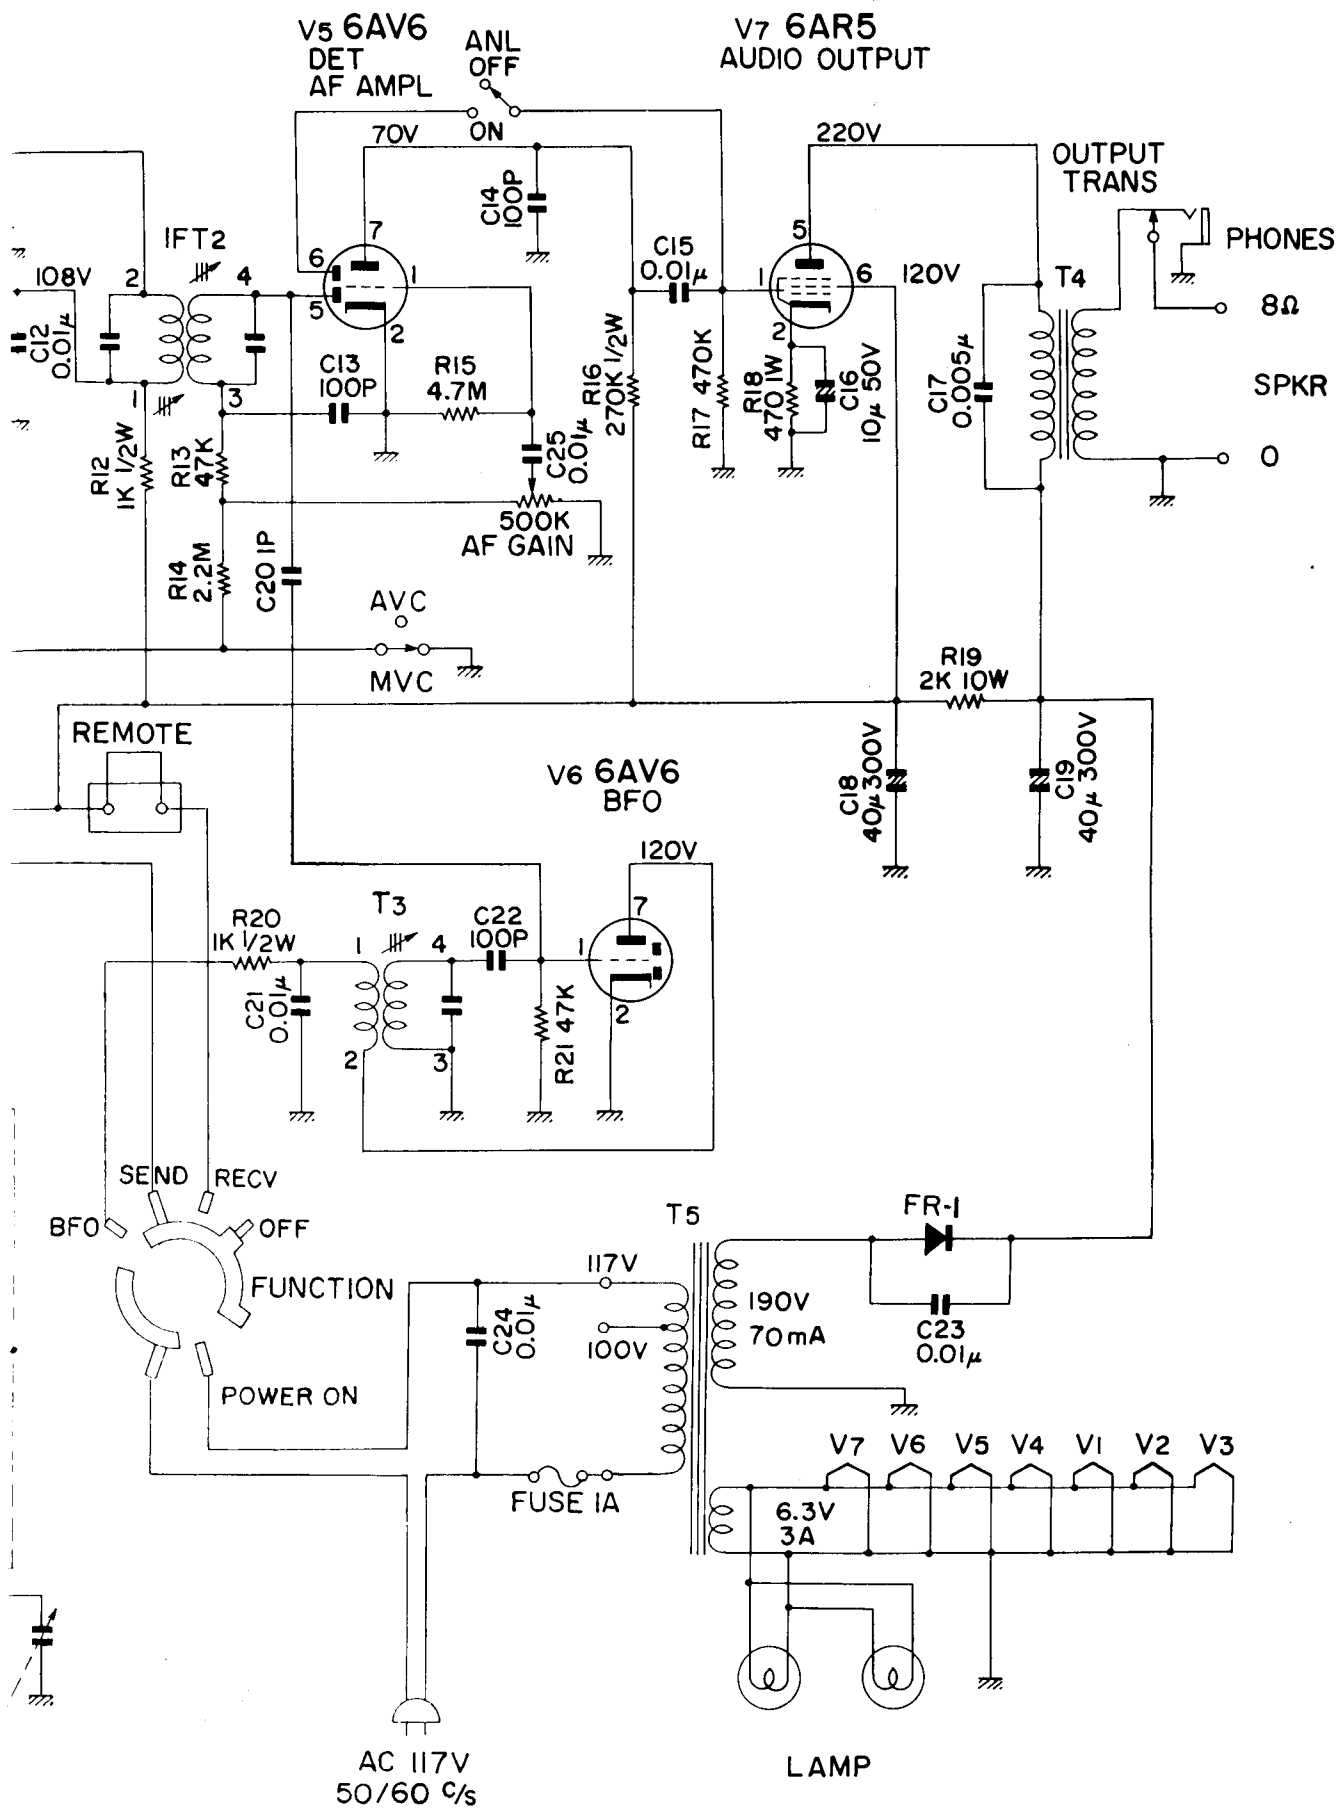 V5 6AV6
DET
AF AMPL
ANL
OFF
ON
V7 6AR5
AUDIO OUTPUT
70V
220V
OUTPUT
TRANS
PHONES
8Ω
SPKR
0
IFT2
108V
2
4
1
3
C12
0.01μ
6
7
5
1
2
C14
100P
C13
100P
R15
4.7M
C15
0.01μ
1
5
6
2
120V
T4
R12
1K 1/2W
R13
47K
R14
2.2M
C20 1P
C25
0.01μ
500K
AF GAIN
R16
270K 1/2W
R17 470K
R18
470 1W
C16
10μ 50V
C17
0.005μ
AVC
MVC
R19
2K 10W
REMOTE
V6 6AV6
BFO
C18
40μ 300V
C19
40μ 300V
120V
T3
R20
1K 1/2W
C21
0.01μ
1
4
2
3
C22
100P
R21 47K
1
7
2
SEND
RECV
BFO
OFF
FUNCTION
POWER ON
T5
FR-1
117V
100V
C24
0.01μ
190V
70mA
C23
0.01μ
FUSE 1A
V7
V6
V5
V4
V1
V2
V3
6.3V
3A
LAMP
AC 117V
50/60 C/S